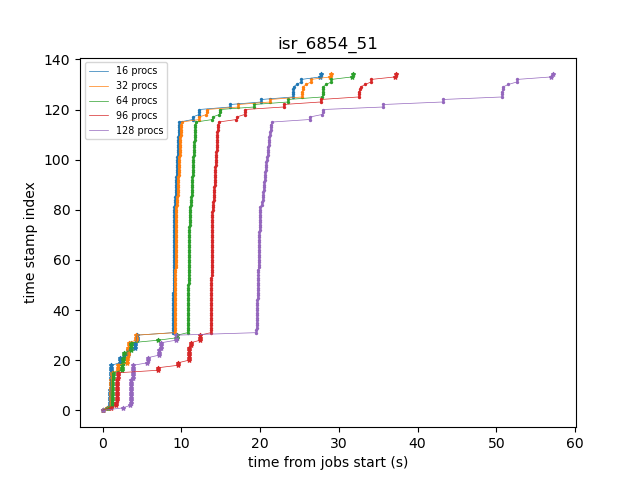 isr_6854_51
140
120
100
80
60
40
20
0
time stamp index
16 procs
32 procs
64 procs
96 procs
128 procs
0 10 20 30 40 50 60
time from jobs start (s)